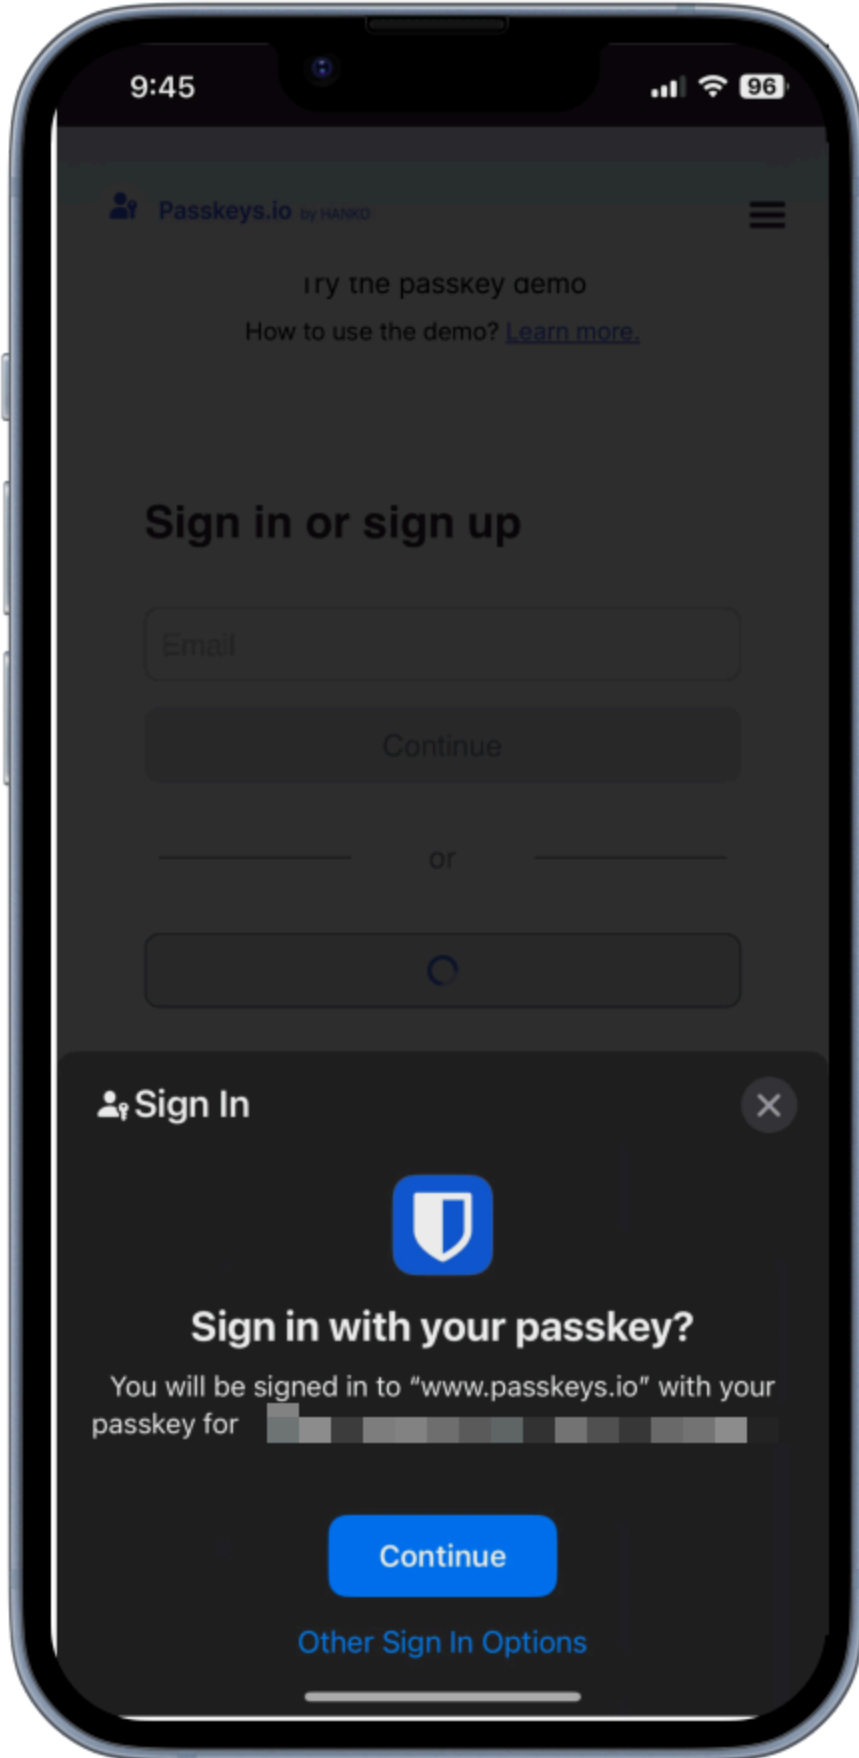 9:45
96
Passkeys.io by HANKO
Try the passkey demo
How to use the demo? Learn more.
Sign in or sign up
Email
Continue
or
Sign In
Sign in with your passkey?
You will be signed in to “www.passkeys.io” with your
passkey for
Continue
Other Sign In Options